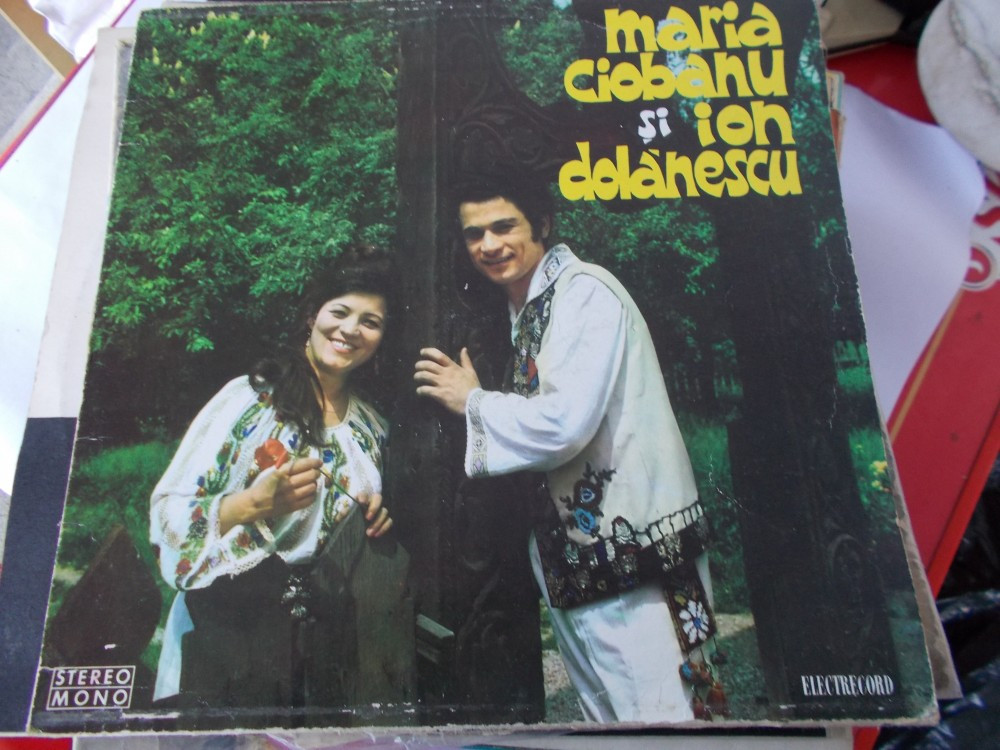 maria
ciobanu
și ion
dolănescu
STEREO
MONO
ELECTRECORD